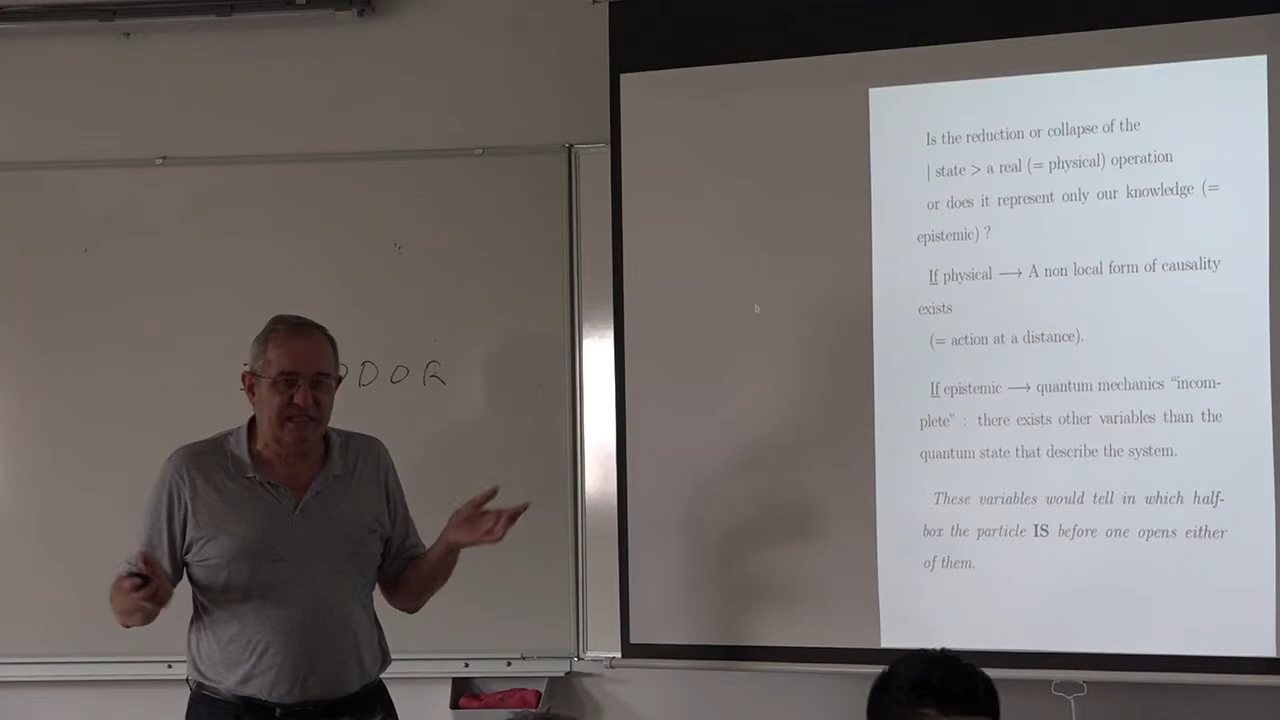 DOR
Is the reduction or collapse of the
| state > a real (= physical) operation
or does it represent only our knowledge (=
epistemic) ?
If physical ⟶ A non local form of causality
exists
(= action at a distance).
If epistemic ⟶ quantum mechanics “incom-
plete” : there exists other variables than the
quantum state that describe the system.
These variables would tell in which half-
box the particle IS before one opens either
of them.